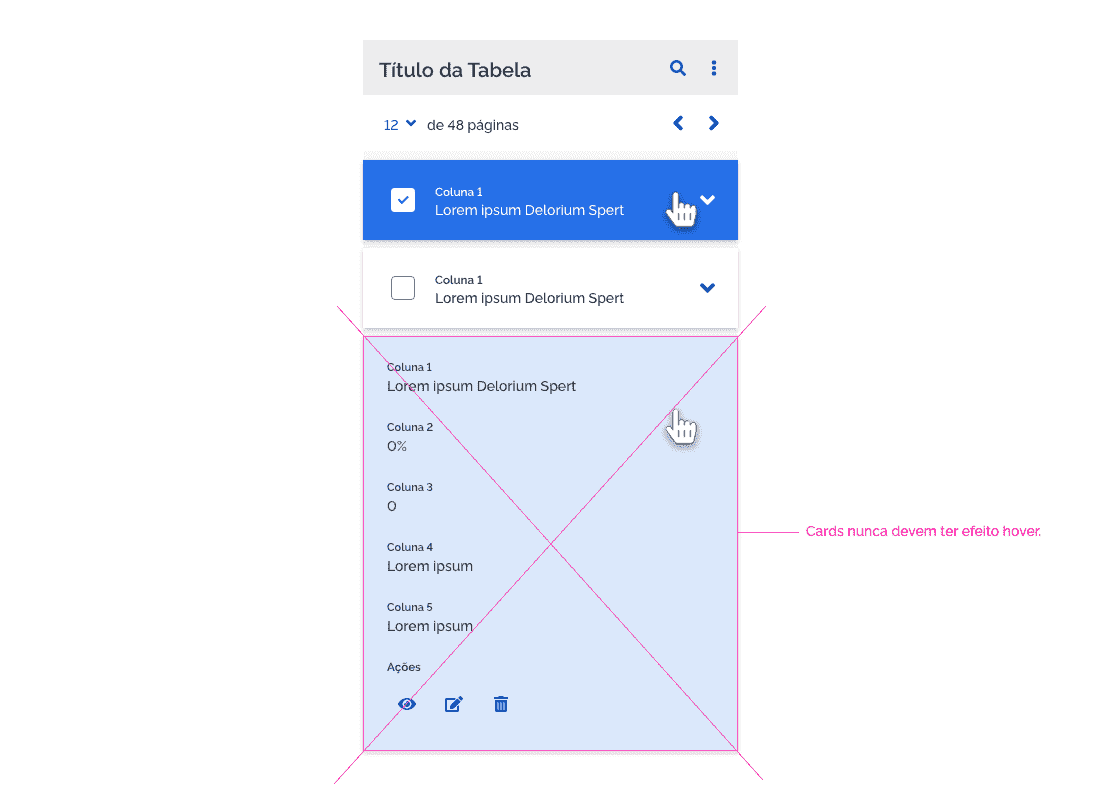 Título da Tabela
12 de 48 páginas
Coluna 1
Lorem ipsum Delorium Spert
Coluna 1
Lorem ipsum Delorium Spert
Coluna 1
Lorem ipsum Delorium Spert
Coluna 2
0%
Coluna 3
0
Cards nunca devem ter efeito hover.
Coluna 4
Lorem ipsum
Coluna 5
Lorem ipsum
Ações